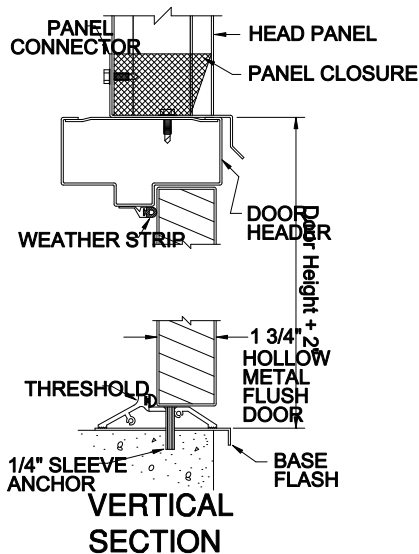 PANEL
CONNECTOR
HEAD PANEL
PANEL CLOSURE
DOOR
HEADER
WEATHER STRIP
Door Height + 2"
1 3/4"
HOLLOW
METAL
FLUSH
DOOR
THRESHOLD
1/4" SLEEVE
ANCHOR
BASE
FLASH
VERTICAL
SECTION